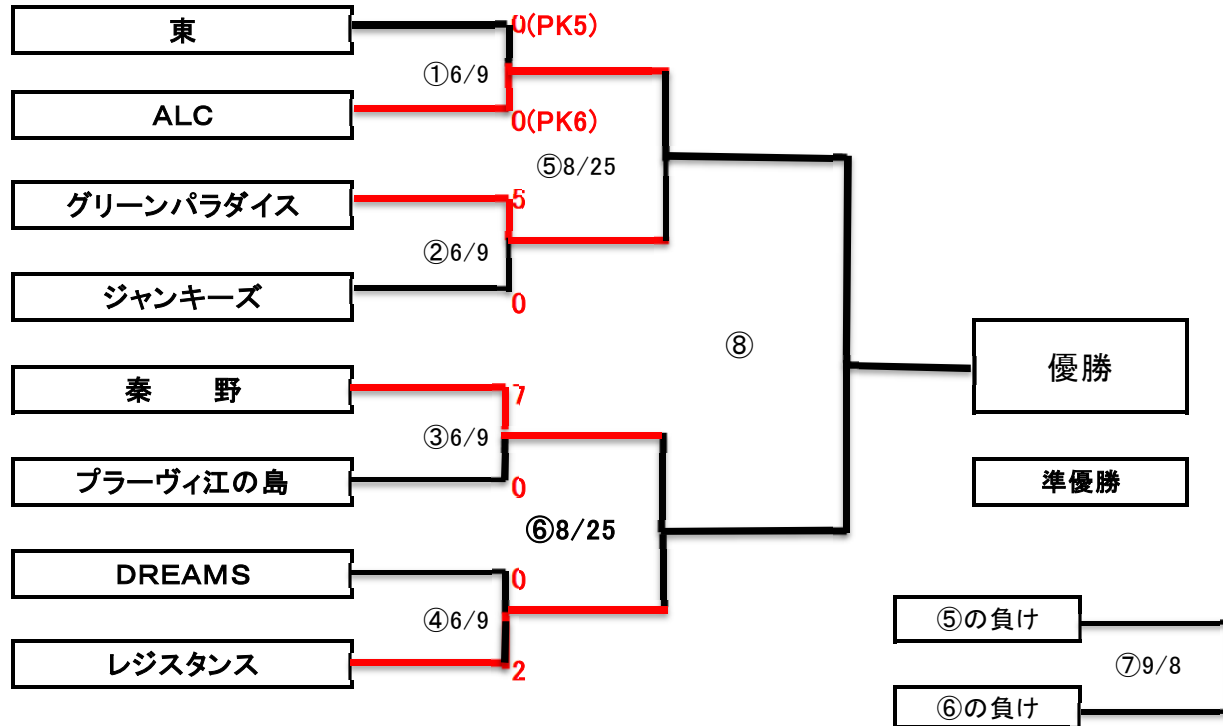 東
0(PK5)
①6/9
ALC
0(PK6)
⑤8/25
グリーンパラダイス
5
②6/9
ジャンキーズ
0
⑧
優勝
秦　　野
7
③6/9
プラーヴィ江の島
0
準優勝
⑥8/25
DREAMS
0
④6/9
レジスタンス
2
⑤の負け
⑦9/8
⑥の負け